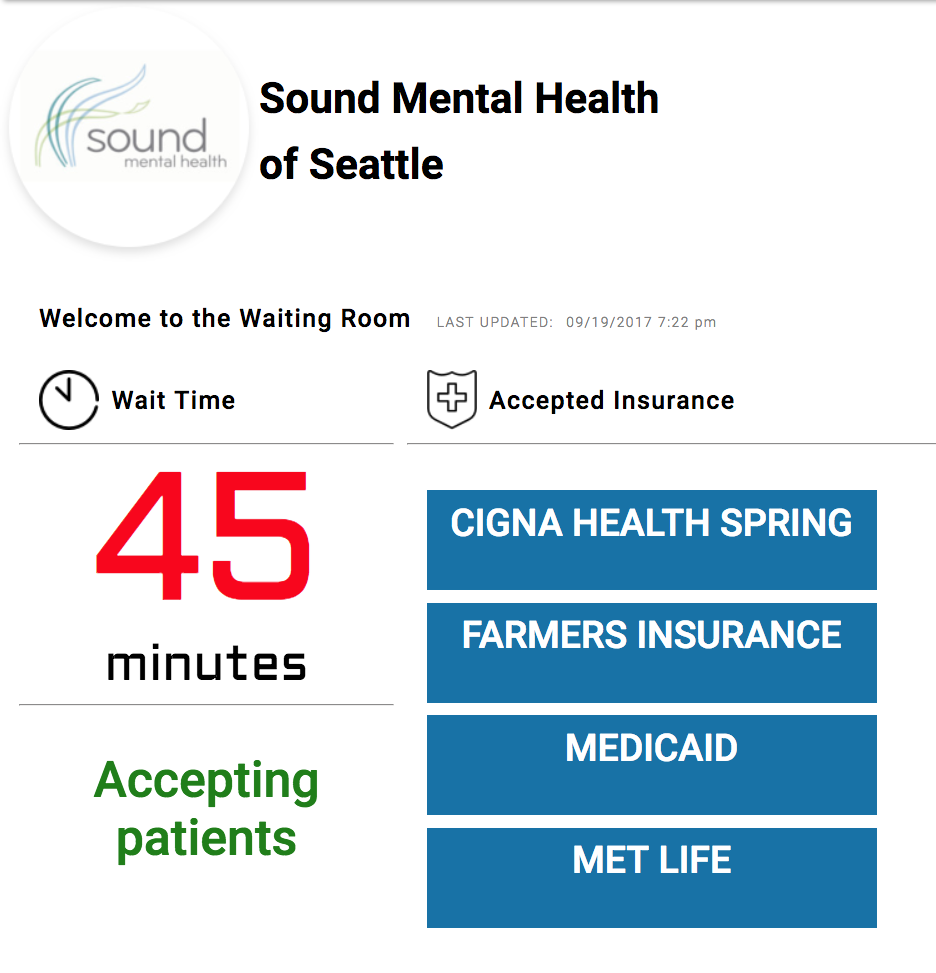 sound
mental health
Sound Mental Health
of Seattle
Welcome to the Waiting Room LAST UPDATED: 09/19/2017 7:22 pm
Wait Time
45
minutes
Accepting
patients
Accepted Insurance
CIGNA HEALTH SPRING
FARMERS INSURANCE
MEDICAID
MET LIFE